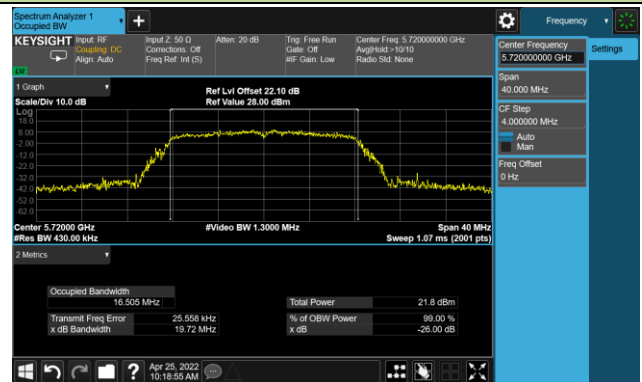 Spectrum Analyzer 1
Occupied BW
Frequency
KEYSIGHT
Input: RF
Coupling: DC
Align: Auto
Input Z: 50 Ω
Corrections: Off
Freq Ref: Int (S)
Atten: 20 dB
Trig: Free Run
Gate: Off
#IF Gain: Low
Center Freq: 5.720000000 GHz
Avg|Hold:>10/10
Radio Std: None
Center Frequency
5.720000000 GHz
Settings
Span
40.000 MHz
CF Step
4.000000 MHz
Auto
Man
Freq Offset
0 Hz
1 Graph
Scale/Div 10.0 dB
Ref Lvl Offset 22.10 dB
Ref Value 28.00 dBm
Log
18.0
8.00
-2.00
-12.0
-22.0
-32.0
-42.0
-52.0
-62.0
Center 5.72000 GHz
#Res BW 430.00 kHz
#Video BW 1.3000 MHz
Span 40 MHz
Sweep 1.07 ms (2001 pts)
2 Metrics
Occupied Bandwidth
16.505 MHz
Total Power 21.8 dBm
Transmit Freq Error 25.558 kHz
% of OBW Power 99.00 %
x dB Bandwidth 19.72 MHz
x dB -26.00 dB
?
Apr 25, 2022
10:18:55 AM